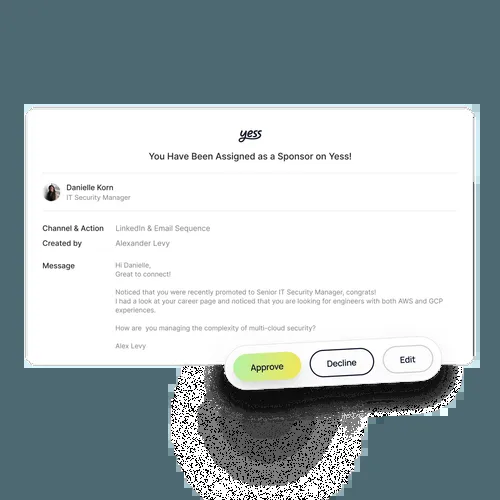 yess
You Have Been Assigned as a Sponsor on Yess!
Danielle Korn
IT Security Manager
Channel & Action LinkedIn & Email Sequence
Created by Alexander Levy
Message Hi Danielle,
Great to connect!
Noticed that you were recently promoted to Senior IT Security Manager, congrats!
I had a look at your career page and noticed that you are looking for engineers with both AWS and GCP
experiences.
How are you managing the complexity of multi-cloud security?
Alex Levy
Approve Decline Edit